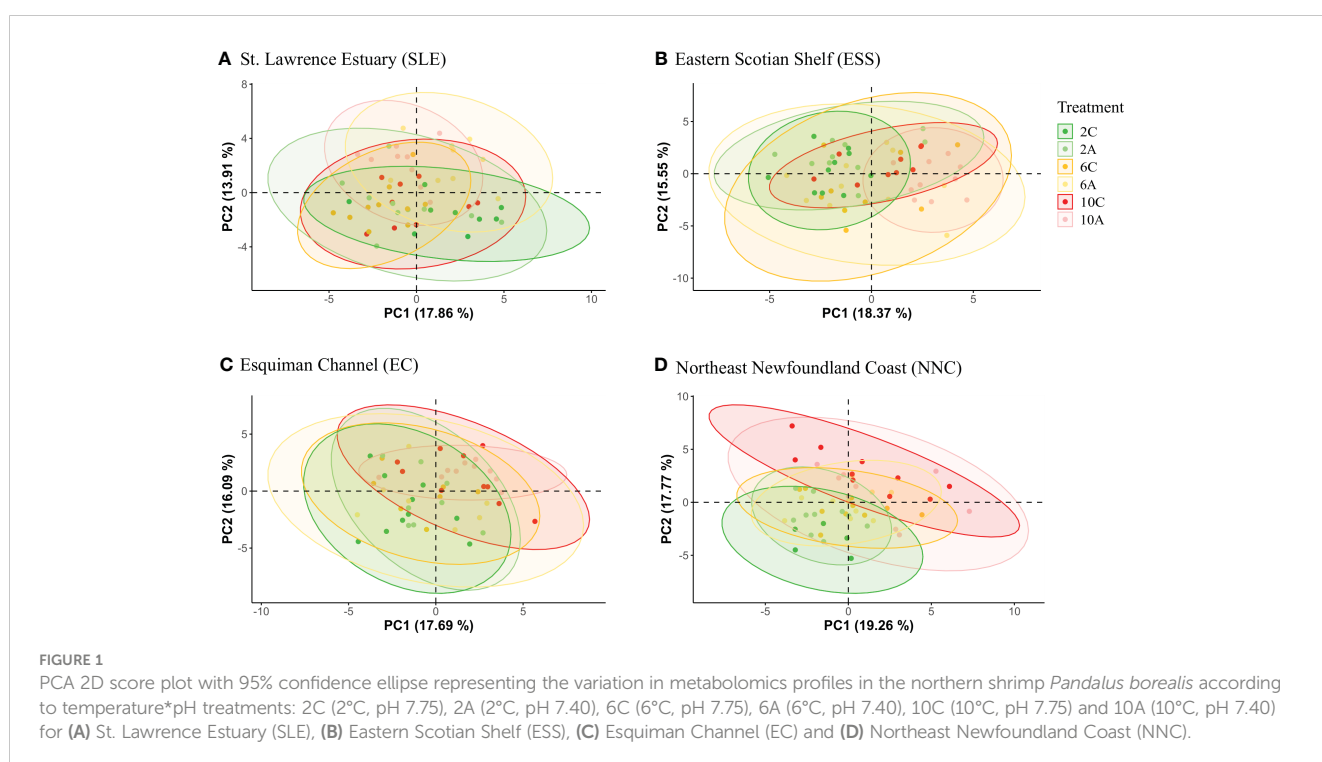 A St. Lawrence Estuary (SLE)
8
4
0
-4
-5
0
5
10
PC2 (13.91 %)
PC1 (17.86 %)
B Eastern Scotian Shelf (ESS)
5
0
-5
-10
-5
0
5
PC2 (15.55 %)
PC1 (18.37 %)
Treatment
2C
2A
6C
6A
10C
10A
C Esquiman Channel (EC)
5
0
-5
-10
-5
0
5
PC2 (16.09 %)
PC1 (17.69 %)
D Northeast Newfoundland Coast (NNC)
10
5
0
-5
-5
0
5
10
PC2 (17.77 %)
PC1 (19.26 %)
FIGURE 1
PCA 2D score plot with 95% confidence ellipse representing the variation in metabolomics profiles in the northern shrimp Pandalus borealis according
to temperature*pH treatments: 2C (2°C, pH 7.75), 2A (2°C, pH 7.40), 6C (6°C, pH 7.75), 6A (6°C, pH 7.40), 10C (10°C, pH 7.75) and 10A (10°C, pH 7.40)
for (A) St. Lawrence Estuary (SLE), (B) Eastern Scotian Shelf (ESS), (C) Esquiman Channel (EC) and (D) Northeast Newfoundland Coast (NNC).